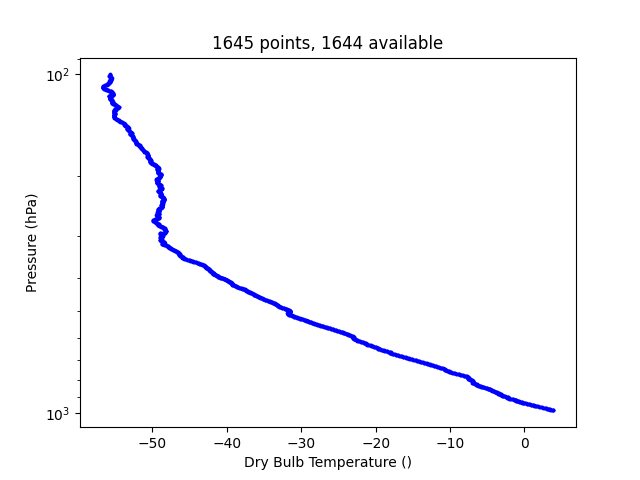 1645 points, 1644 available
10²
10³
Pressure (hPa)
−50
−40
−30
−20
−10
0
Dry Bulb Temperature ()